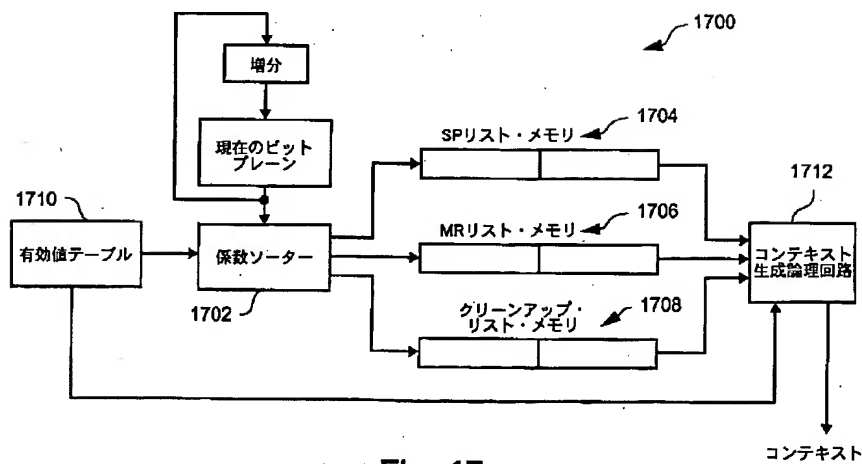 1700
増分
現在のビット
プレーン
SPリスト・メモリ
1704
1710
1712
有効値テーブル
係数ソーター
1702
MRリスト・メモリ
1706
コンテキスト
生成論理回路
クリーンアップ・
リスト・メモリ
1708
コンテキスト